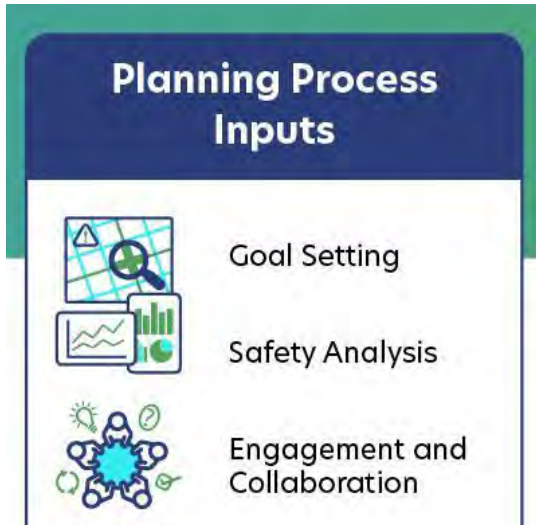 Planning Process
Inputs
Goal Setting
Safety Analysis
Engagement and
Collaboration